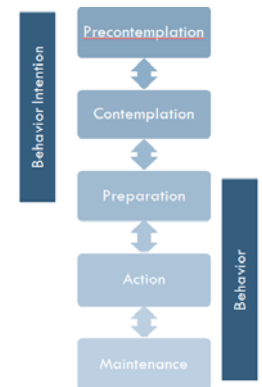 Precontemplation
Behavior Intention
Contemplation
Preparation
Action
Behavior
Maintenance